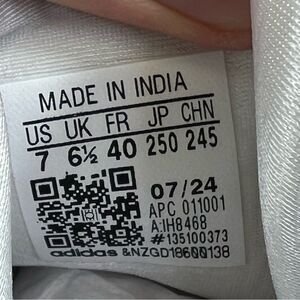 MADE IN INDIA
US UK FR JP CHN
7 6½ 40 250 245
07/24
APC 011001
A:IH8468
#135100373
adidas &NZGD18600138